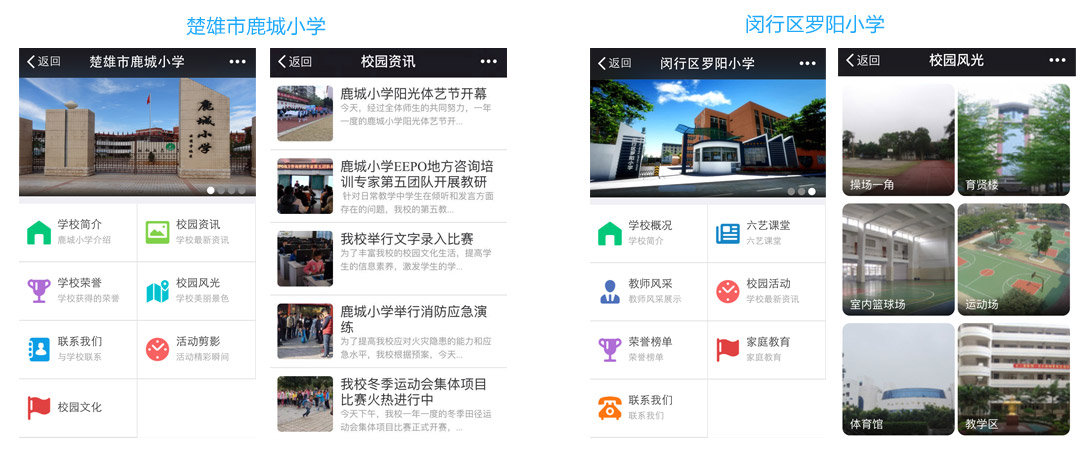 楚雄市鹿城小学
闵行区罗阳小学
返回
楚雄市鹿城小学
鹿城小学
学校简介
鹿城小学介绍
校园资讯
学校最新资讯
学校荣誉
学校获得的荣誉
校园风光
学校美丽景色
联系我们
与学校联系
活动剪影
活动精彩瞬间
校园文化
返回
校园资讯
鹿城小学阳光体艺节开幕
今天，经过全体师生的共同努力，一年
一度的鹿城小学阳光体艺节开...
鹿城小学EEPO地方咨询培
训专家第五团队开展教研
针对日常教学中学生在倾听和发言方面
存在的问题，我校的第五教...
我校举行文字录入比赛
为了丰富我校的校园文化生活，提高学
生的信息素养，激发学生的学...
鹿城小学举行消防应急演
练
为了提高我校应对火灾隐患的能力和应
急水平，我校根据预案，今天...
我校冬季运动会集体项目
比赛火热进行中
今天下午，我校一年一度的冬季田径运
动会集体项目比赛正式开赛，...
返回
闵行区罗阳小学
学校概况
学校简介
六艺课堂
六艺课堂
教师风采
教师风采展示
校园活动
学校最新资讯
荣誉榜单
荣誉榜单
家庭教育
家庭教育
联系我们
联系我们
返回
校园风光
操场一角
育贤楼
室内篮球场
运动场
体育馆
教学区